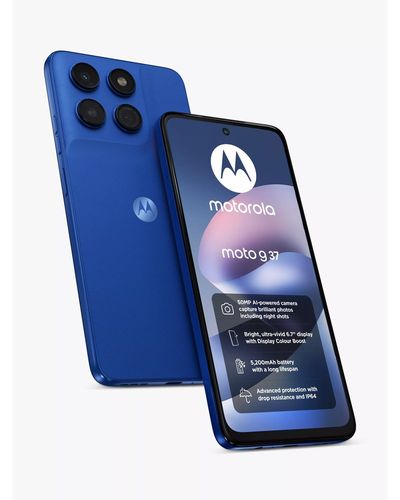 motorola
moto g 37
50MP AI-powered camera
capture brilliant photos
including night shots
Bright, ultra-vivid 6.7" display
with Display Colour Boost
5,200mAh battery
with a long lifespan
Advanced protection with
drop resistance and IP64